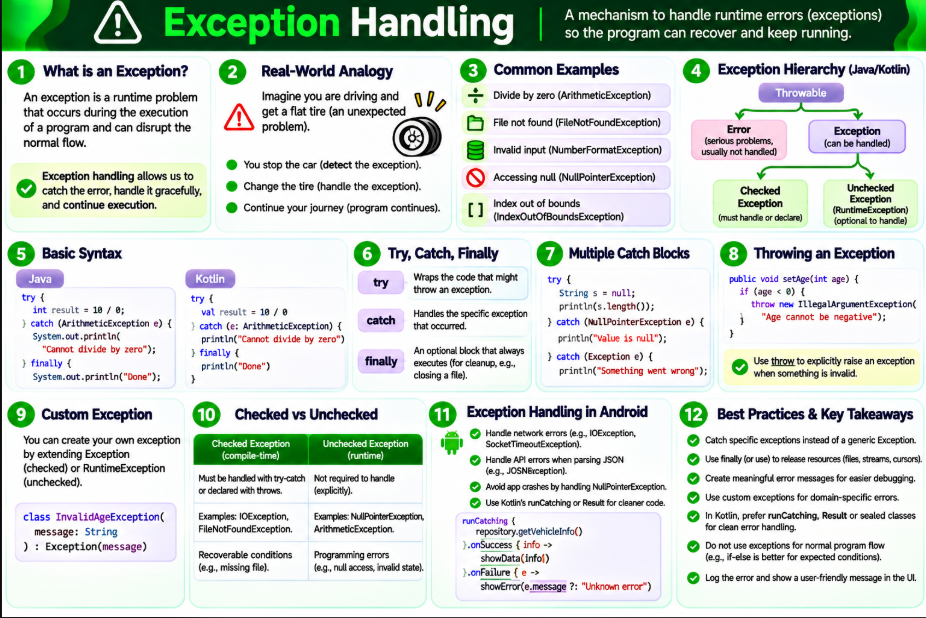 Exception Handling
A mechanism to handle runtime errors (exceptions)
so the program can recover and keep running.
1 What is an Exception?
An exception is a runtime problem
that occurs during the execution
of a program and can disrupt the
normal flow.
Exception handling allows us to
catch the error, handle it gracefully,
and continue execution.
2 Real-World Analogy
Imagine you are driving and
get a flat tire (an unexpected
problem).
You stop the car (detect the exception).
Change the tire (handle the exception).
Continue your journey (program continues).
3 Common Examples
Divide by zero (ArithmeticException)
File not found (FileNotFoundException)
Invalid input (NumberFormatException)
Accessing null (NullPointerException)
[ ] Index out of bounds
(IndexOutOfBoundsException)
4 Exception Hierarchy (Java/Kotlin)
Throwable
Error
(serious problems,
usually not handled)
Exception
(can be handled)
Checked
Exception
(must handle or declare)
Unchecked
Exception
(RuntimeException)
(optional to handle)
5 Basic Syntax
Java
try {
int result = 10 / 0;
} catch (ArithmeticException e) {
System.out.println(
"Cannot divide by zero");
} finally {
System.out.println("Done");
Kotlin
try {
val result = 10 / 0
} catch (e: ArithmeticException) {
println("Cannot divide by zero")
} finally {
println("Done")
}
6 Try, Catch, Finally
try
Wraps the code that might
throw an exception.
catch
Handles the specific exception
that occurred.
finally
An optional block that always
executes (for cleanup, e.g.,
closing a file).
7 Multiple Catch Blocks
try {
String s = null;
println(s.length());
} catch (NullPointerException e) {
println("Value is null");
} catch (Exception e) {
println("Something went wrong");
8 Throwing an Exception
public void setAge(int age) {
if (age < 0) {
throw new IllegalArgumentException(
"Age cannot be negative");
}
}
Use throw to explicitly raise an exception
when something is invalid.
9 Custom Exception
You can create your own exception
by extending Exception
(checked) or RuntimeException
(unchecked).
class InvalidAgeException(
message: String
) : Exception(message)
10 Checked vs Unchecked
Checked Exception
(compile-time)
Unchecked Exception
(runtime)
Must be handled with try-catch
or declared with throws.
Not required to handle
(explicitly).
Examples: IOException,
FileNotFoundException.
Examples: NullPointerException,
ArithmeticException.
Recoverable conditions
(e.g., missing file).
Programming errors
(e.g., null access, invalid state).
11 Exception Handling in Android
Handle network errors (e.g., IOException,
SocketTimeoutException).
Handle API errors when parsing JSON
(e.g., JOSNException).
Avoid app crashes by handling NullPointerException.
Use Kotlin's runCatching or Result for cleaner code.
runCatching {
repository.getVehicleInfo()
}.onSuccess { info ->
showData(info)
}.onFailure { e ->
showError(e.message ?: "Unknown error")
12 Best Practices & Key Takeaways
Catch specific exceptions instead of a generic Exception.
Use finally (or use) to release resources (files, streams, cursors).
Create meaningful error messages for easier debugging.
Use custom exceptions for domain-specific errors.
In Kotlin, prefer runCatching, Result or sealed classes
for clean error handling.
Do not use exceptions for normal program flow
(e.g., if-else is better for expected conditions).
Log the error and show a user-friendly message in the UI.